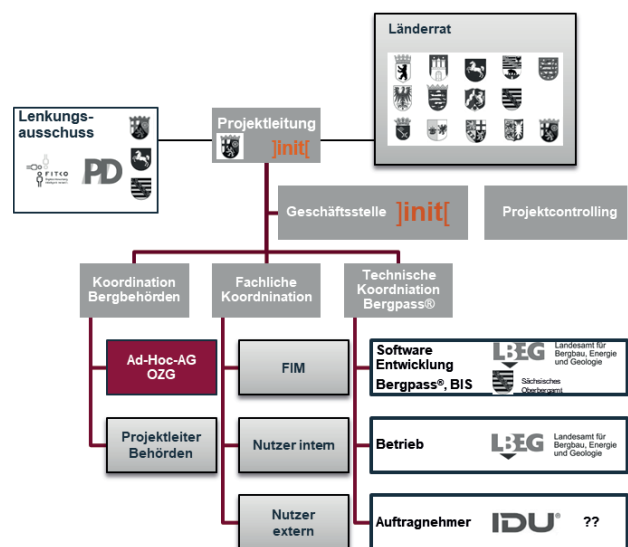 Länderrat
Lenkungs-
ausschuss
FITKO
PD
Projektleitung
]init[
Geschäftsstelle ]init[
Projektcontrolling
Koordination
Bergbehörden
Fachliche
Koordnination
Technische
Koordniation
Bergpass®
Ad-Hoc-AG
OZG
FIM
Software
Entwicklung
Bergpass®, BIS
LBEG
Landesamt für
Bergbau, Energie
und Geologie
Sächsisches
Oberbergamt
Projektleiter
Behörden
Nutzer intern
Betrieb
LBEG
Landesamt für
Bergbau, Energie
und Geologie
Nutzer
extern
Auftragnehmer IDU® ??